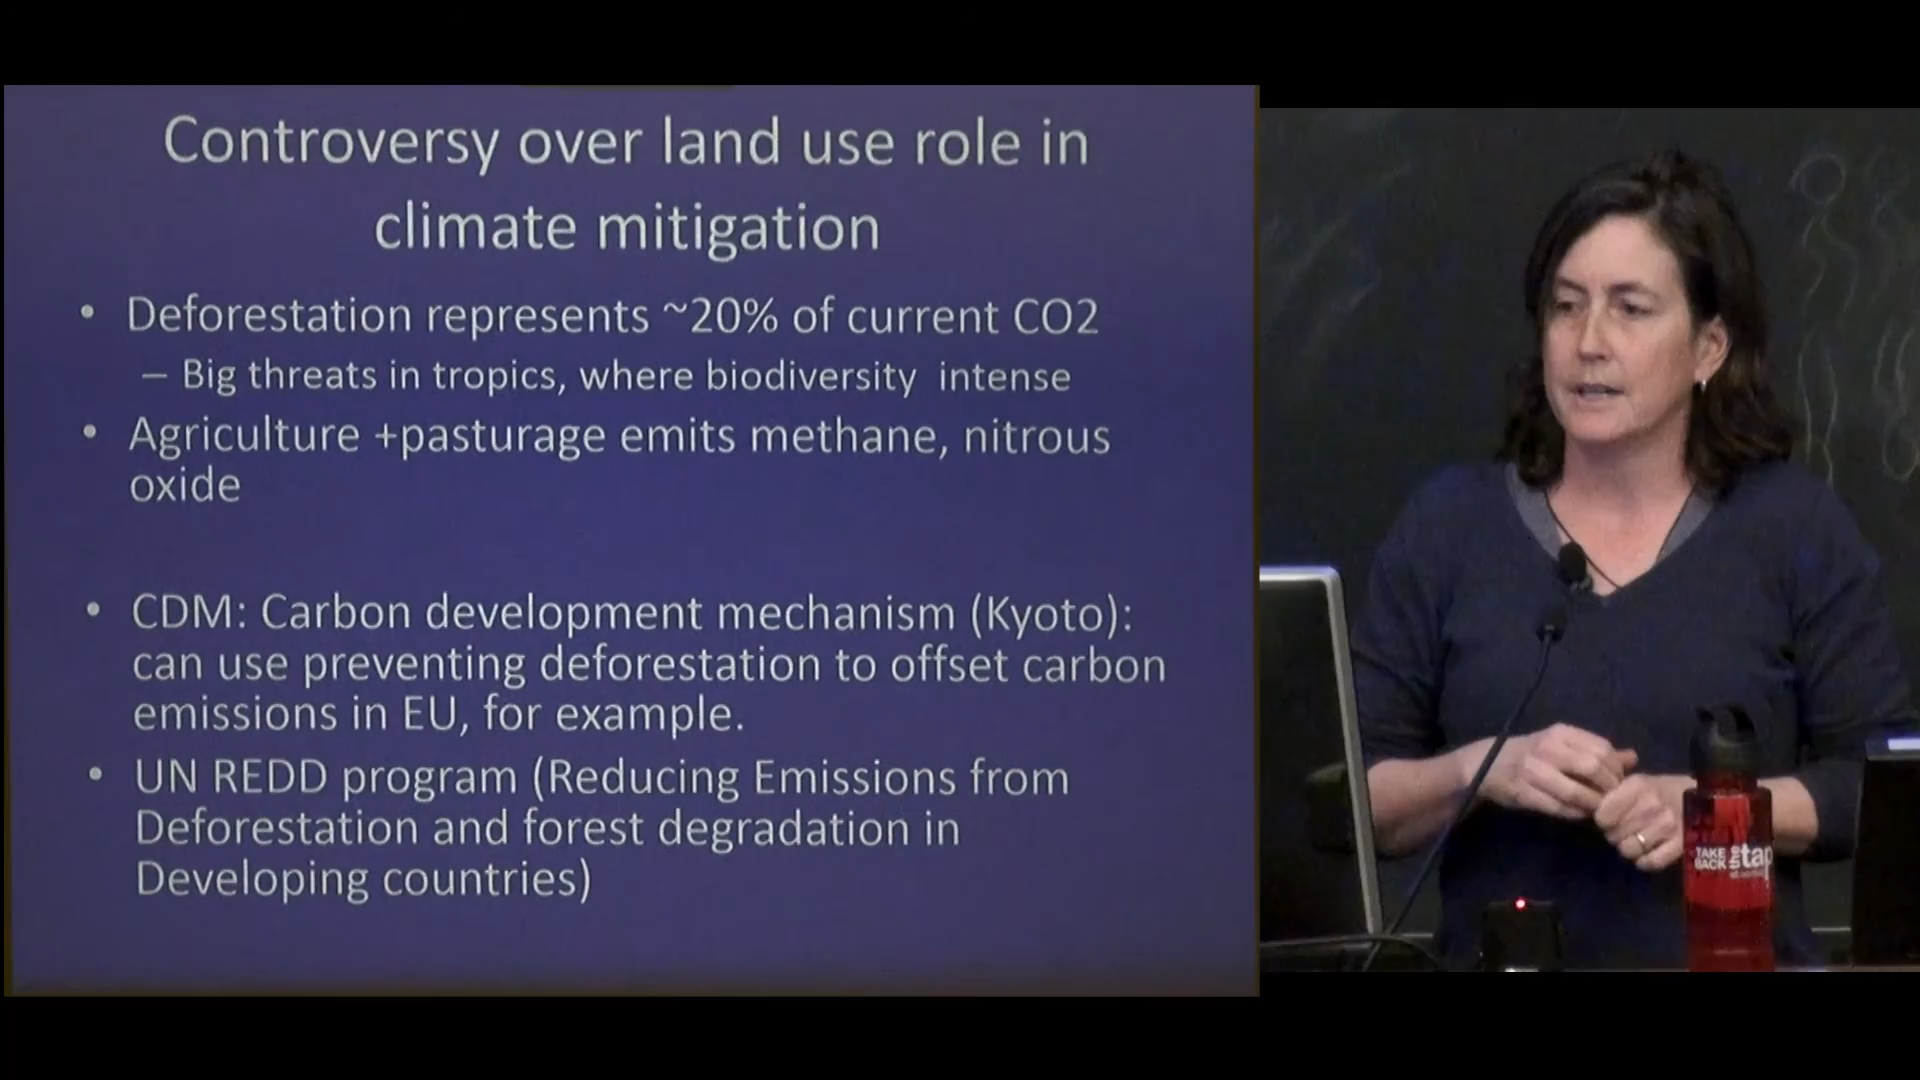 Controversy over land use role in
climate mitigation
• Deforestation represents ~20% of current CO2
– Big threats in tropics, where biodiversity intense
• Agriculture +pasturage emits methane, nitrous
oxide
• CDM: Carbon development mechanism (Kyoto):
can use preventing deforestation to offset carbon
emissions in EU, for example.
• UN REDD program (Reducing Emissions from
Deforestation and forest degradation in
Developing countries)
TAKE BACK the tap